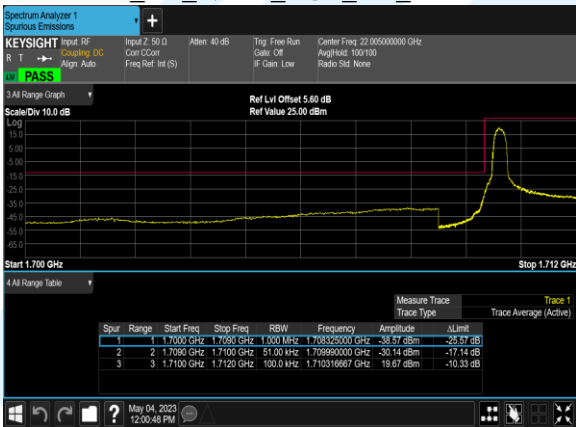 Spectrum Analyzer 1
Spurious Emissions
KEYSIGHT Input: RF Input Z: 50 Ω Atten: 40 dB Trig: Free Run Center Freq: 22.005000000 GHz
R T Coupling: DC Corr CCorr Gate: Off Avg|Hold: 100/100
Align: Auto Freq Ref: Int (S) IF Gain: Low Radio Std: None
PASS
3 All Range Graph
Ref Lvl Offset 5.60 dB
Scale/Div 10.0 dB Ref Value 25.00 dBm
Log
15.0
5.00
-5.00
-15.0
-25.0
-35.0
-45.0
-55.0
-65.0
Start 1.700 GHz Stop 1.712 GHz
4 All Range Table
Measure Trace Trace 1
Trace Type Trace Average (Active)
Spur Range Start Freq Stop Freq RBW Frequency Amplitude ΔLimit
1 1 1.7000 GHz 1.7090 GHz 1.000 MHz 1.708325000 GHz -38.57 dBm -25.57 dB
2 2 1.7090 GHz 1.7100 GHz 51.00 kHz 1.709990000 GHz -30.14 dBm -17.14 dB
3 3 1.7100 GHz 1.7120 GHz 100.0 kHz 1.710316667 GHz 19.67 dBm -10.33 dB
May 04, 2023
12:00:48 PM